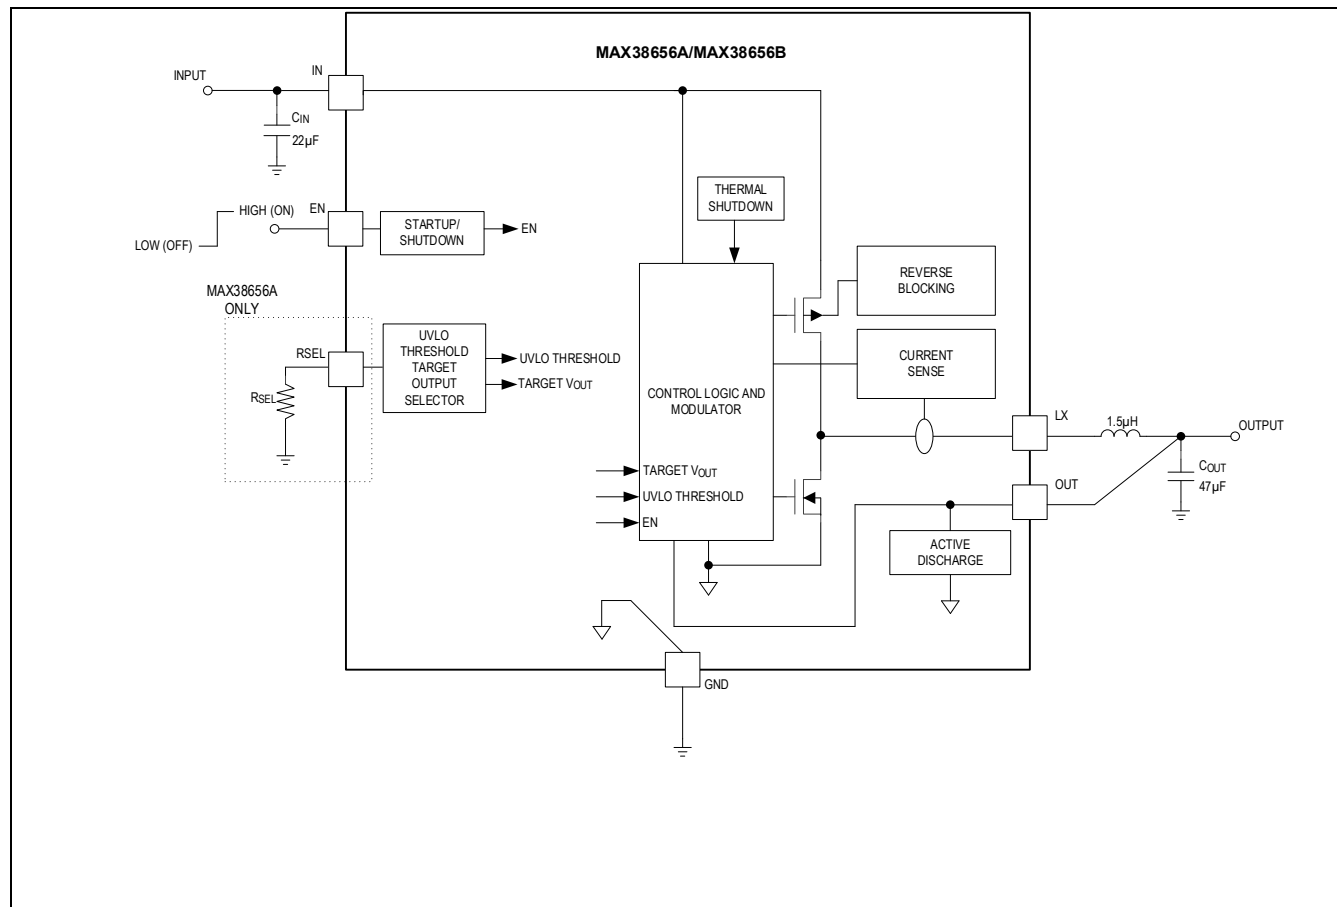 MAX38656A/MAX38656B
INPUT
IN
CIN
22µF
THERMAL
SHUTDOWN
HIGH (ON)
EN
LOW (OFF)
STARTUP/
SHUTDOWN
EN
REVERSE
BLOCKING
MAX38656A
ONLY
RSEL
RSEL
UVLO
THRESHOLD
TARGET
OUTPUT
SELECTOR
UVLO THRESHOLD
TARGET VOUT
CURRENT
SENSE
CONTROL LOGIC AND
MODULATOR
LX
1.5µH
OUTPUT
COUT
47µF
OUT
TARGET VOUT
UVLO THRESHOLD
EN
ACTIVE
DISCHARGE
GND